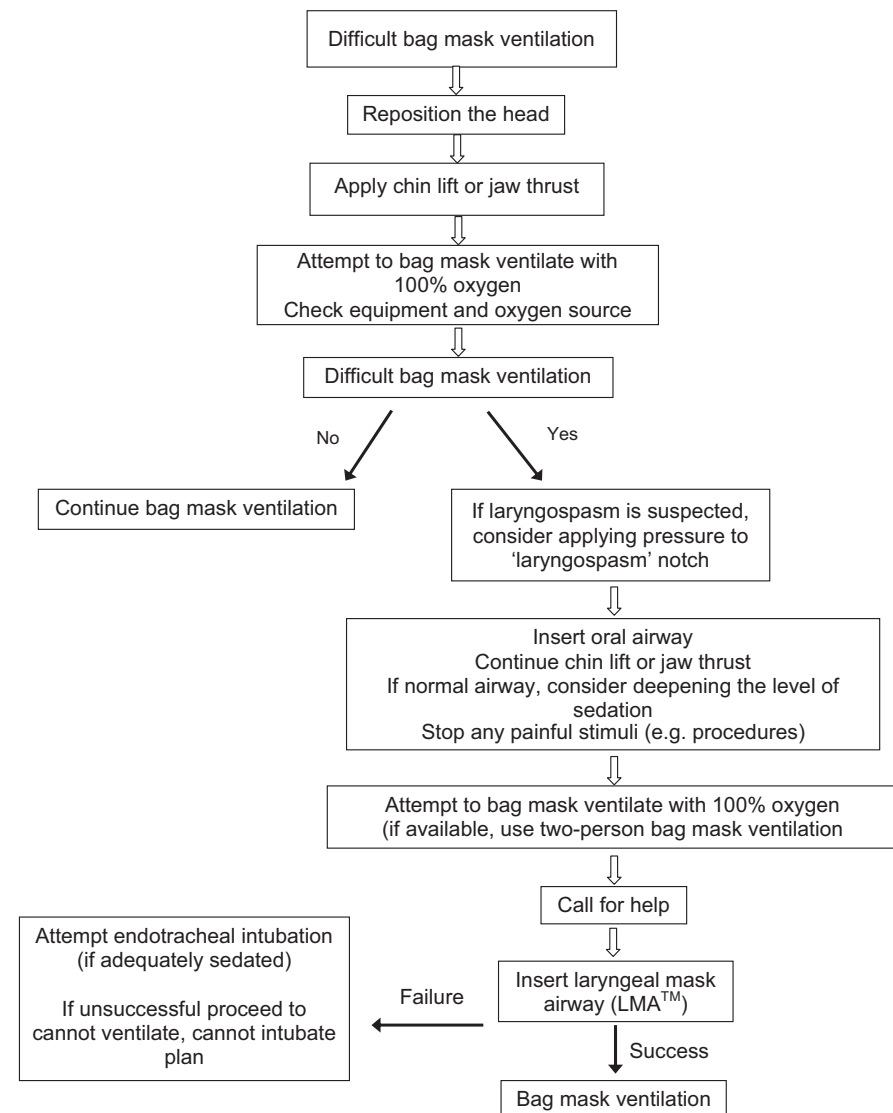 Difficult bag mask ventilation
Reposition the head
Apply chin lift or jaw thrust
Attempt to bag mask ventilate with
100% oxygen
Check equipment and oxygen source
Difficult bag mask ventilation
No
Yes
Continue bag mask ventilation
If laryngospasm is suspected,
consider applying pressure to
‘laryngospasm’ notch
Insert oral airway
Continue chin lift or jaw thrust
If normal airway, consider deepening the level of
sedation
Stop any painful stimuli (e.g. procedures)
Attempt to bag mask ventilate with 100% oxygen
(if available, use two-person bag mask ventilation
Call for help
Insert laryngeal mask
airway (LMA™)
Failure
Attempt endotracheal intubation
(if adequately sedated)
If unsuccessful proceed to
cannot ventilate, cannot intubate
plan
Success
Bag mask ventilation